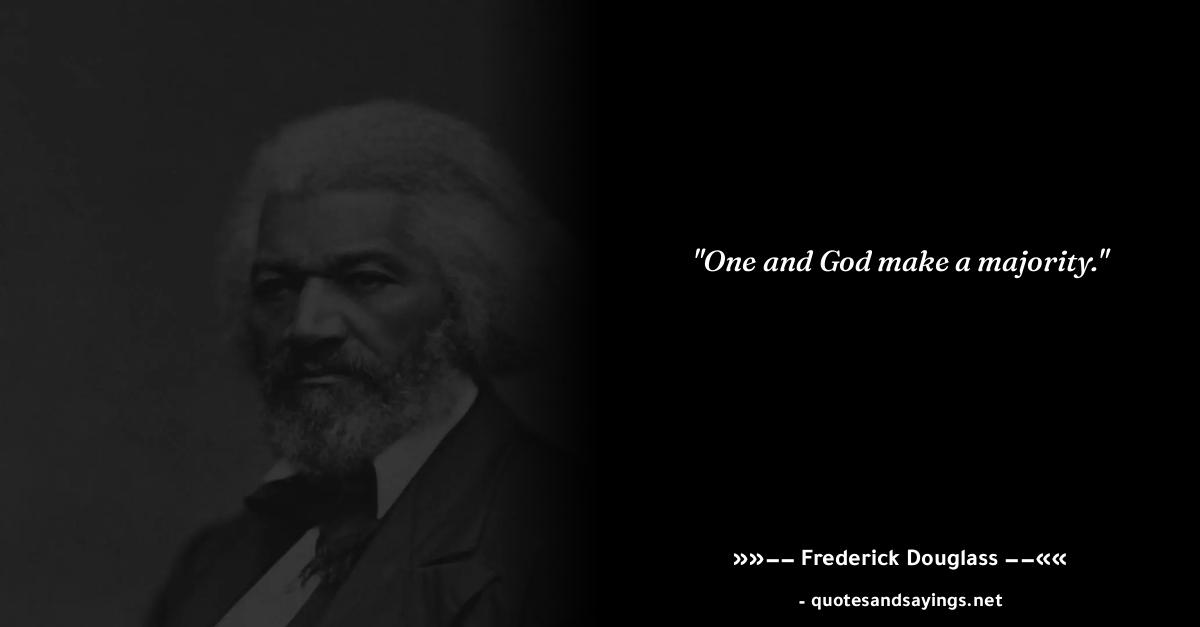 "One and God make a majority."
»»–– Frederick Douglass ––««
- quotesandsayings.net